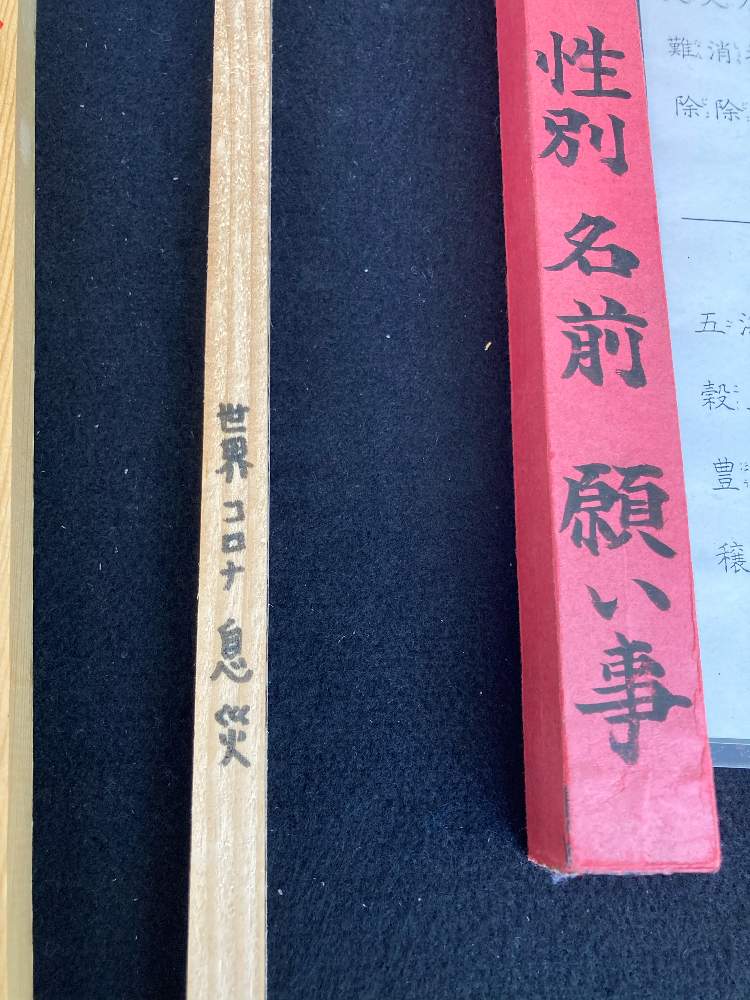 世界コロナ息災
性別 名前 願い事
五穀豊穣